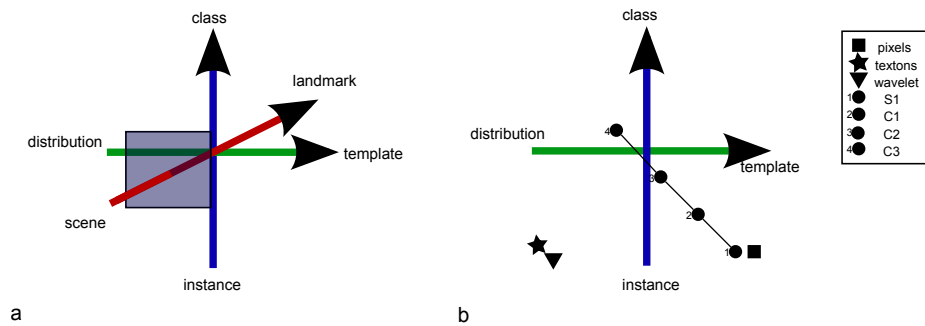 class
landmark
distribution
template
scene
instance
a
class
distribution
template
4
3
2
1
instance
b
pixels
textons
wavelet
1 S1
2 C1
3 C2
4 C3